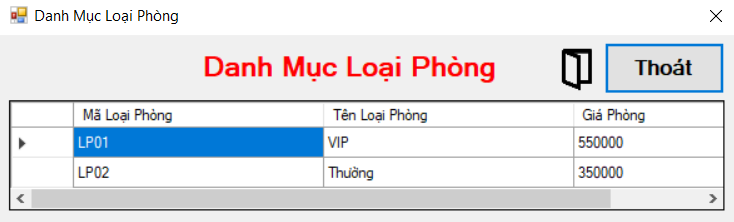 Danh Mục Loại Phòng
Danh Mục Loại Phòng
Thoát
Mã Loại Phòng Tên Loại Phòng Giá Phòng
LP01 VIP 550000
LP02 Thường 350000